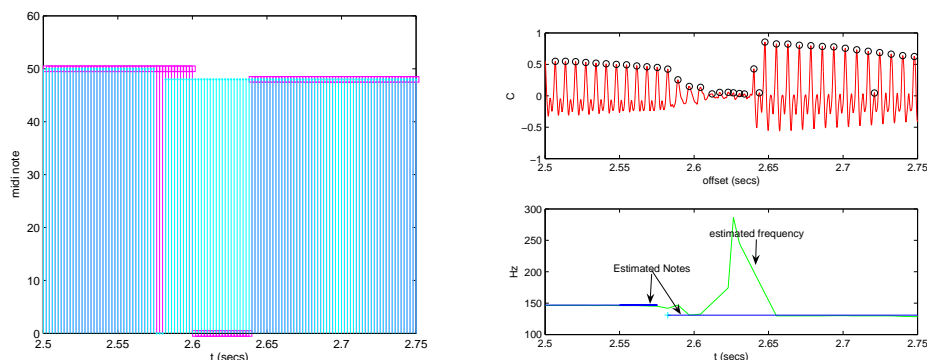 60
50
40
30
20
10
0
2.5 2.55 2.6 2.65 2.7 2.75
t (secs)
midi note
1
0.5
0
−0.5
−1
2.5 2.55 2.6 2.65 2.7 2.75
offset (secs)
C
300
250
200
150
100
2.5 2.55 2.6 2.65 2.7 2.75
t (secs)
Hz
estimated frequency
Estimated Notes